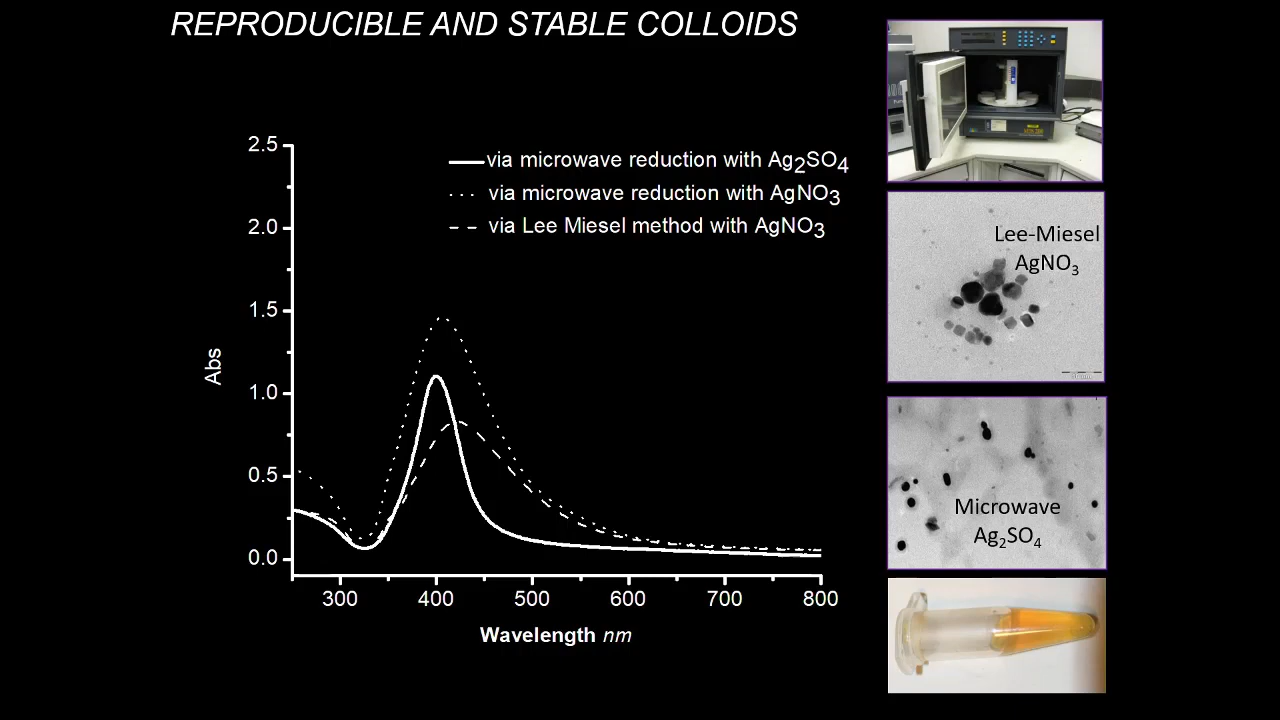 REPRODUCIBLE AND STABLE COLLOIDS
via microwave reduction with Ag2SO4
via microwave reduction with AgNO3
via Lee Miesel method with AgNO3
2.5
2.0
1.5
1.0
0.5
0.0
Abs
300 400 500 600 700 800
Wavelength nm
Lee-Miesel
AgNO3
Microwave
Ag2SO4